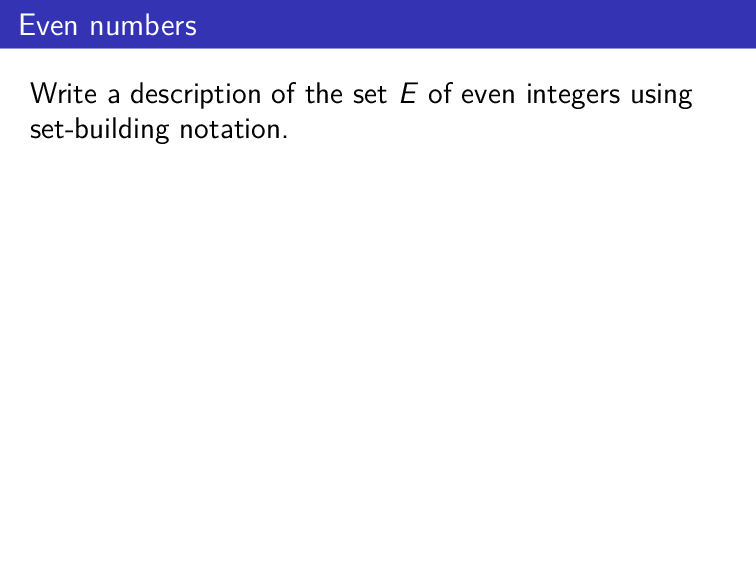 Even numbers
Write a description of the set E of even integers using
set-building notation.